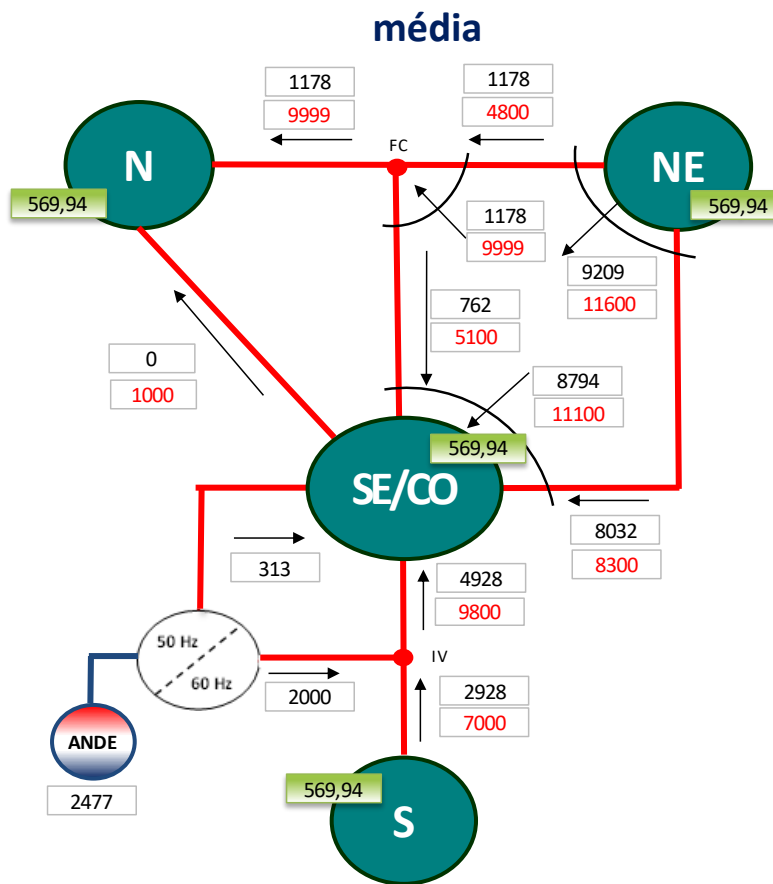 média
1178
9999
1178
4800
FC
N
NE
569,94
569,94
1178
9999
9209
11600
762
5100
0
1000
8794
11100
569,94
SE/CO
8032
8300
313
4928
9800
50 Hz
60 Hz
IV
2000
2928
7000
ANDE
2477
569,94
S